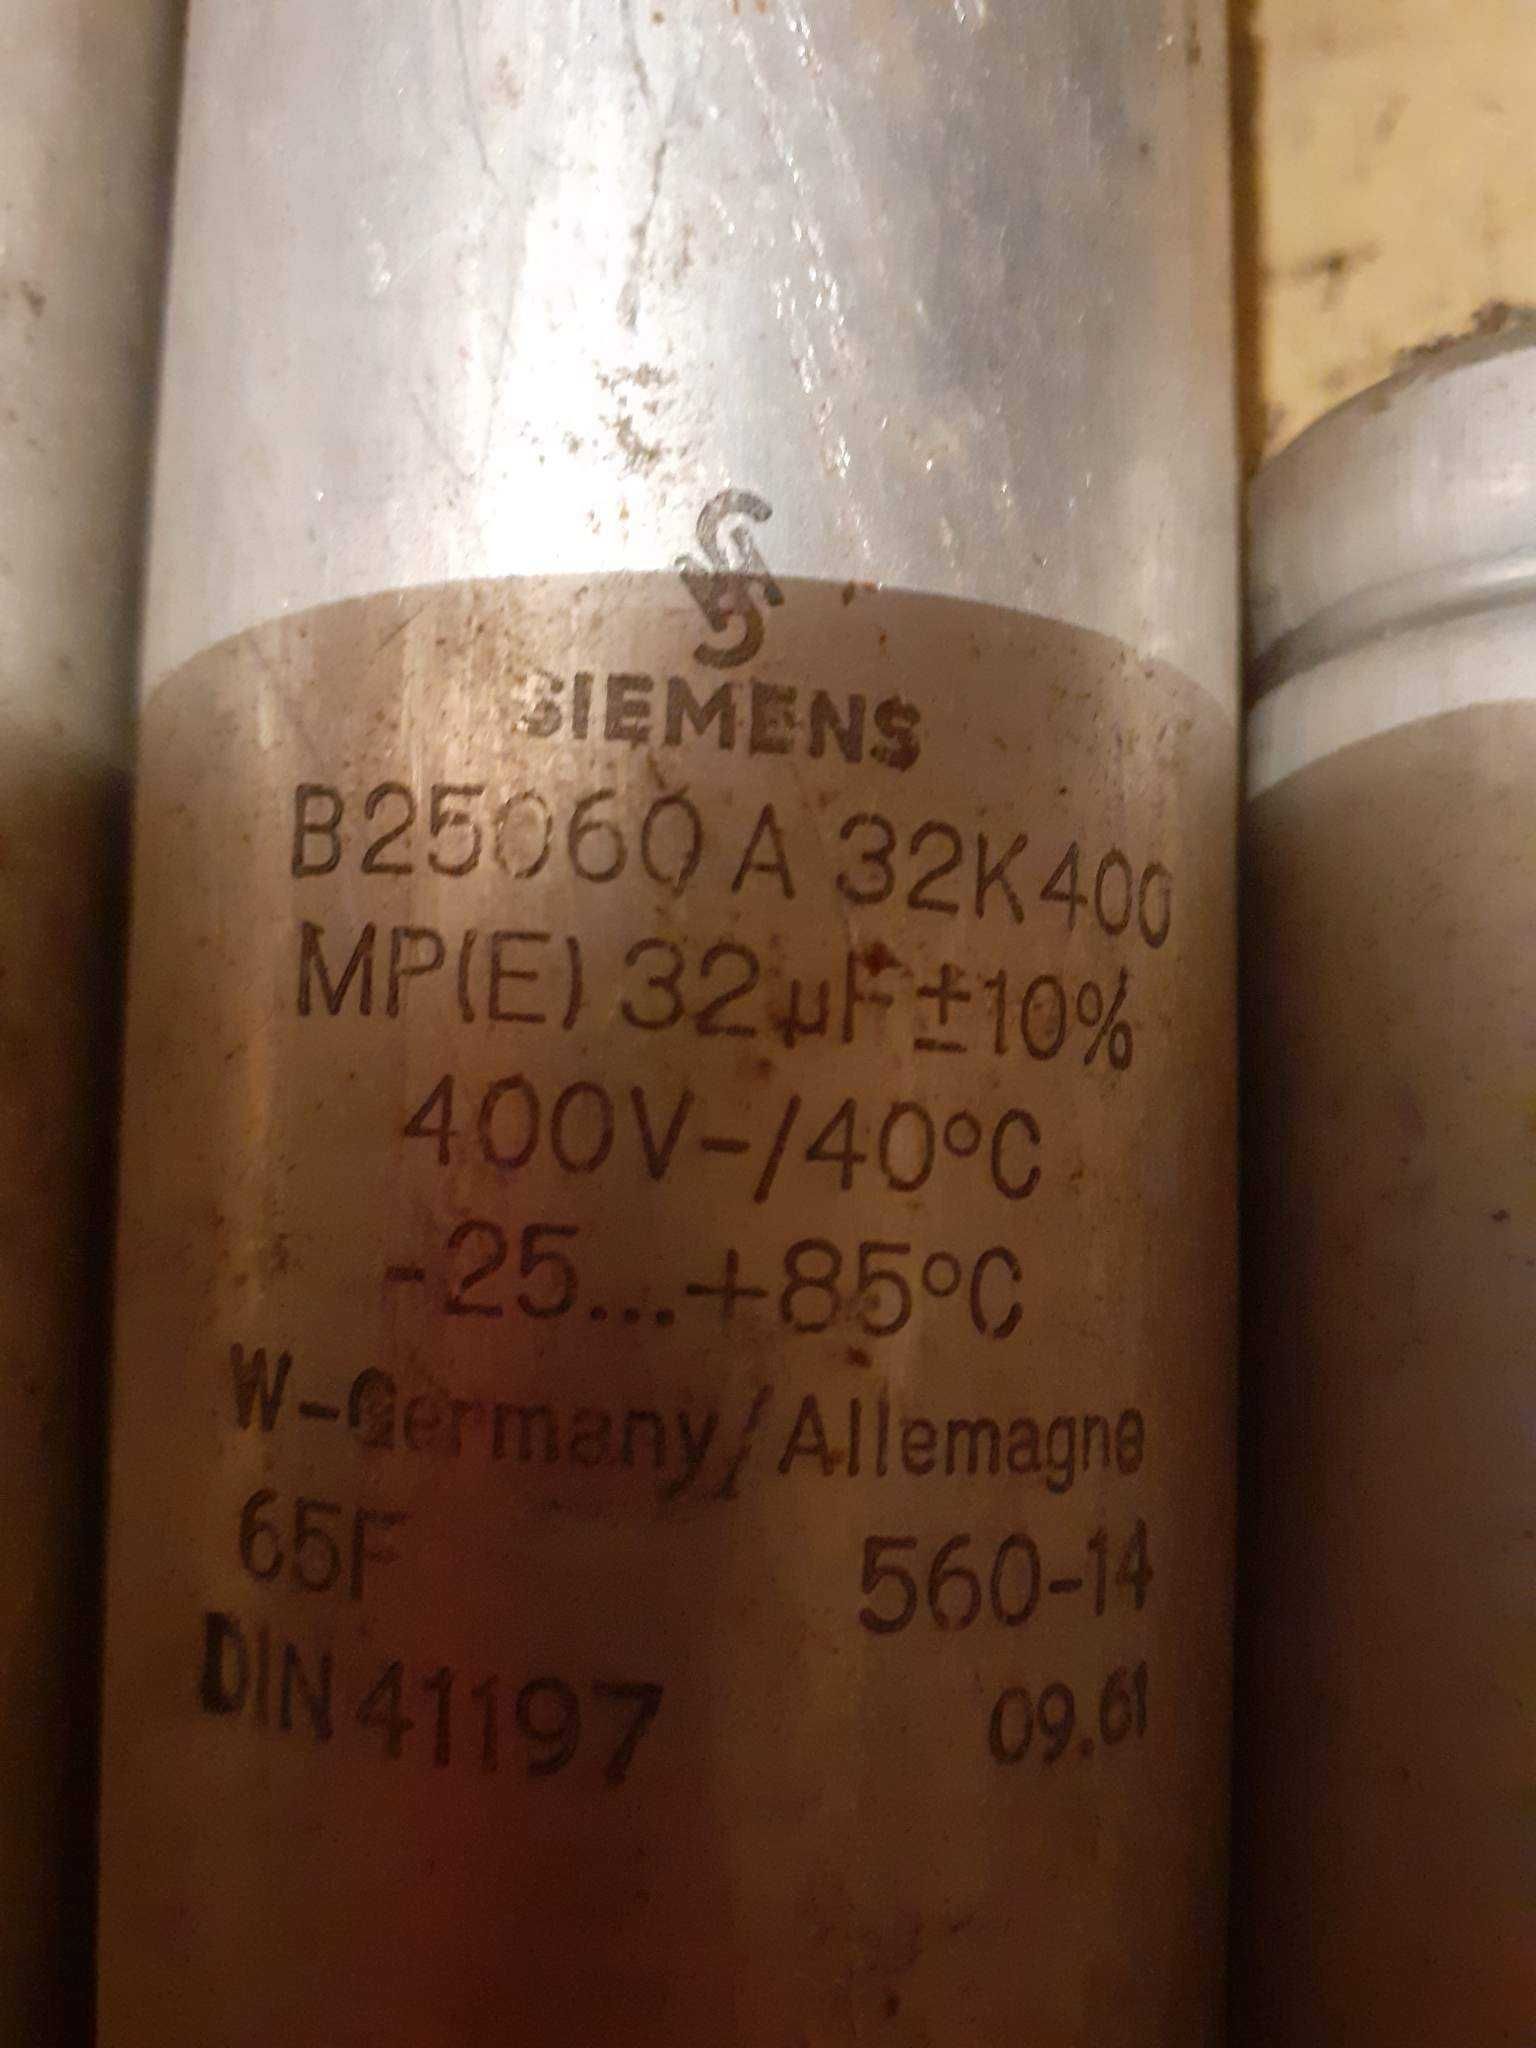 SIEMENS
B25060 A 32K400
MP(E) 32 µF ±10%
400V-/40°C
-25...+85°C
W-Germany/Allemagne
65F 560-14
DIN 41197 09.61